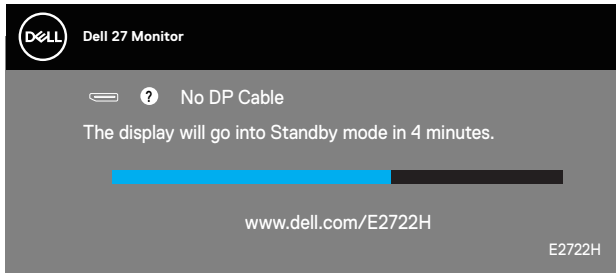 DELL
Dell 27 Monitor
? No DP Cable
The display will go into Standby mode in 4 minutes.
www.dell.com/E2722H
E2722H